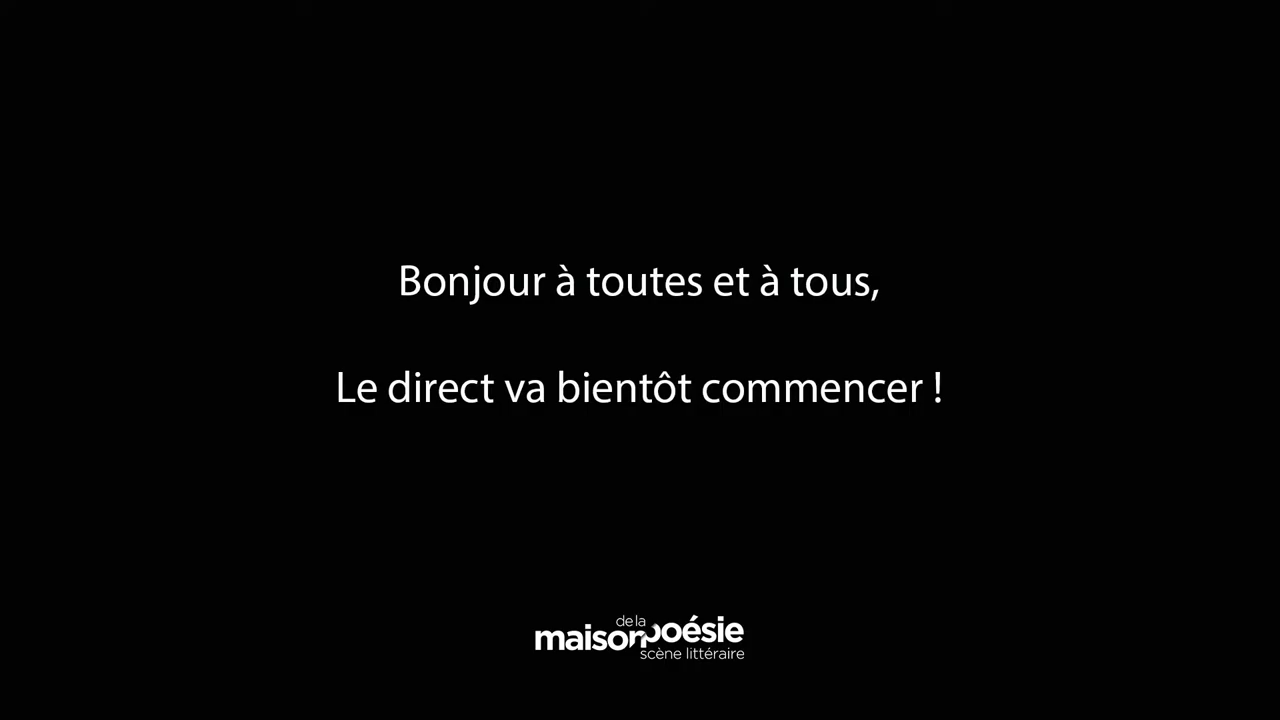 Bonjour à toutes et à tous,
Le direct va bientôt commencer !
de la
maison poésie
scène littéraire